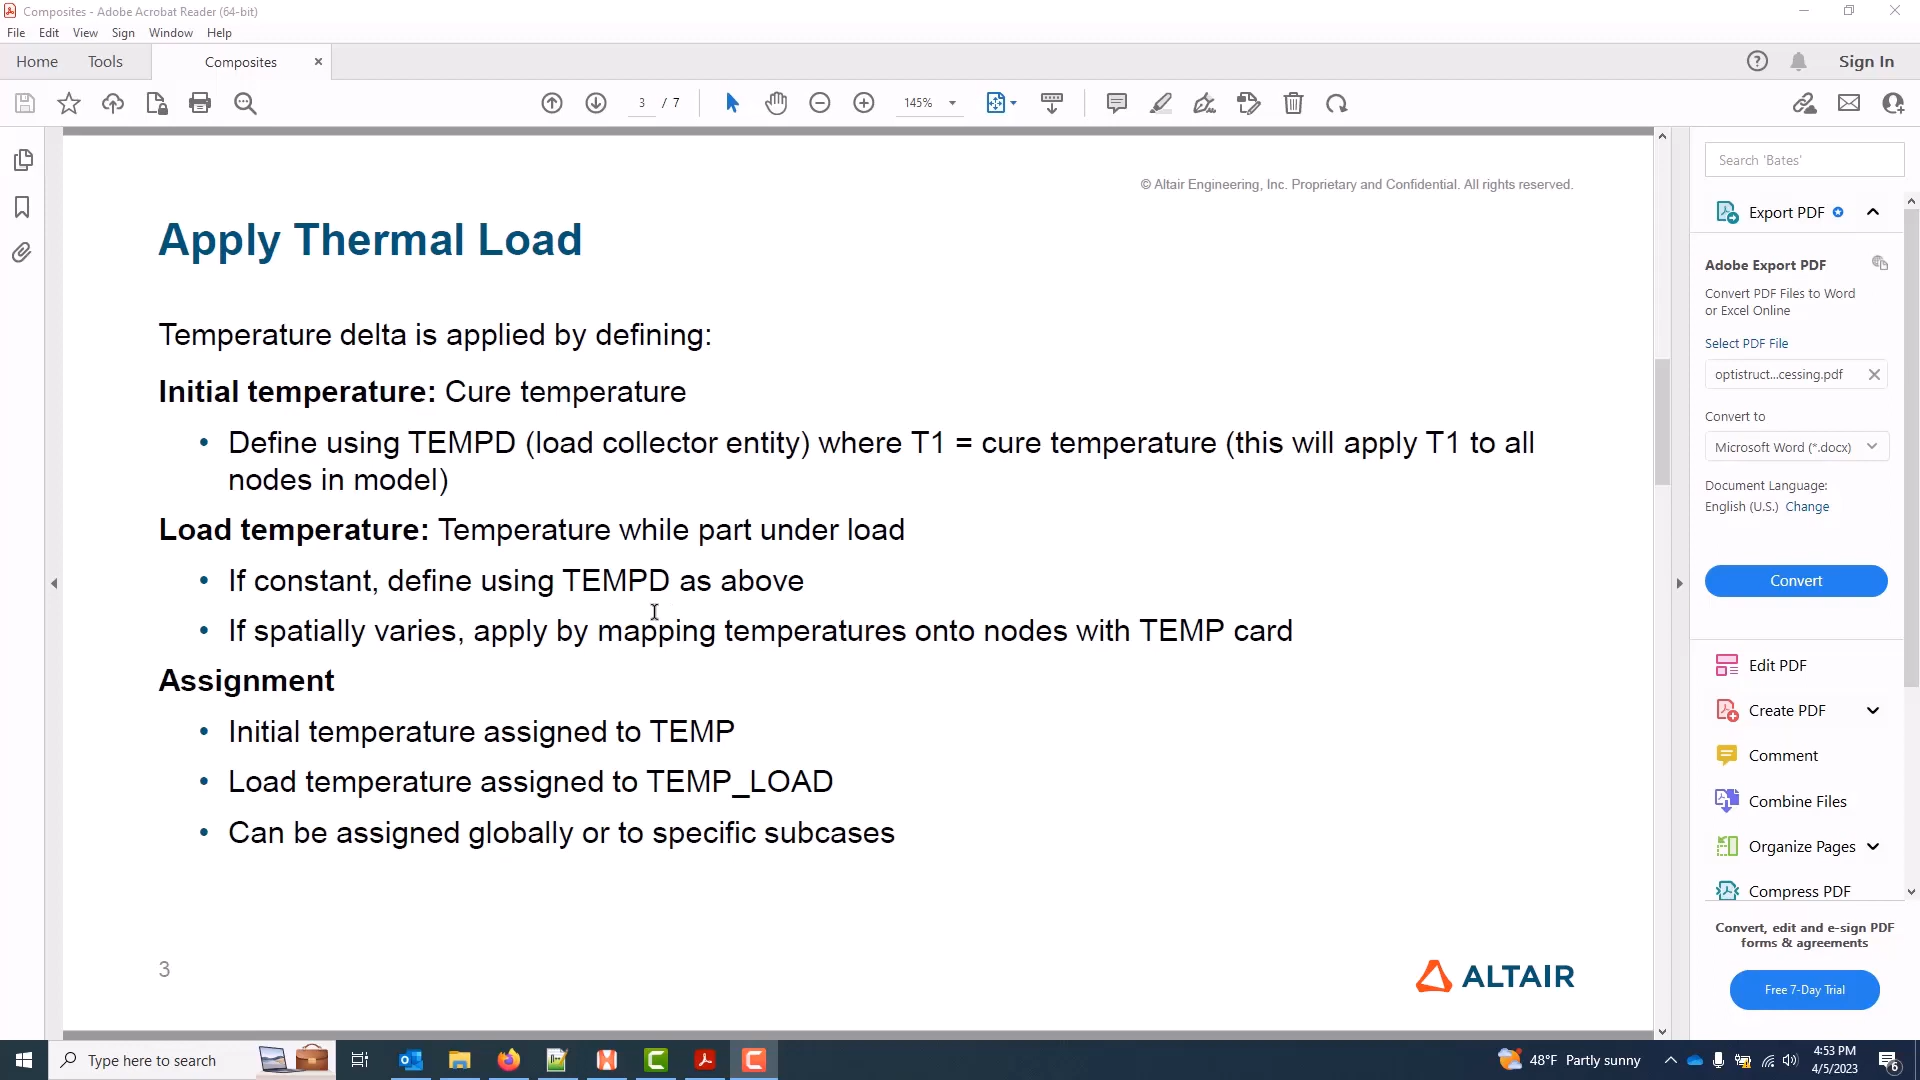 Composites - Adobe Acrobat Reader (64-bit)
File Edit View Sign Window Help
Home Tools Composites Sign In
3 / 7 145%
© Altair Engineering, Inc. Proprietary and Confidential. All rights reserved.
Apply Thermal Load
Temperature delta is applied by defining:
Initial temperature: Cure temperature
• Define using TEMPD (load collector entity) where T1 = cure temperature (this will apply T1 to all
nodes in model)
Load temperature: Temperature while part under load
• If constant, define using TEMPD as above
• If spatially varies, apply by mapping temperatures onto nodes with TEMP card
Assignment
• Initial temperature assigned to TEMP
• Load temperature assigned to TEMP_LOAD
• Can be assigned globally or to specific subcases
3
ALTAIR
Search 'Bates'
Export PDF
Adobe Export PDF
Convert PDF Files to Word
or Excel Online
Select PDF File
optistruct...cessing.pdf
Convert to
Microsoft Word (*.docx)
Document Language:
English (U.S.) Change
Convert
Edit PDF
Create PDF
Comment
Combine Files
Organize Pages
Compress PDF
Convert, edit and e-sign PDF
forms & agreements
Free 7-Day Trial
Type here to search
48°F Partly sunny
4:53 PM
4/5/2023
6